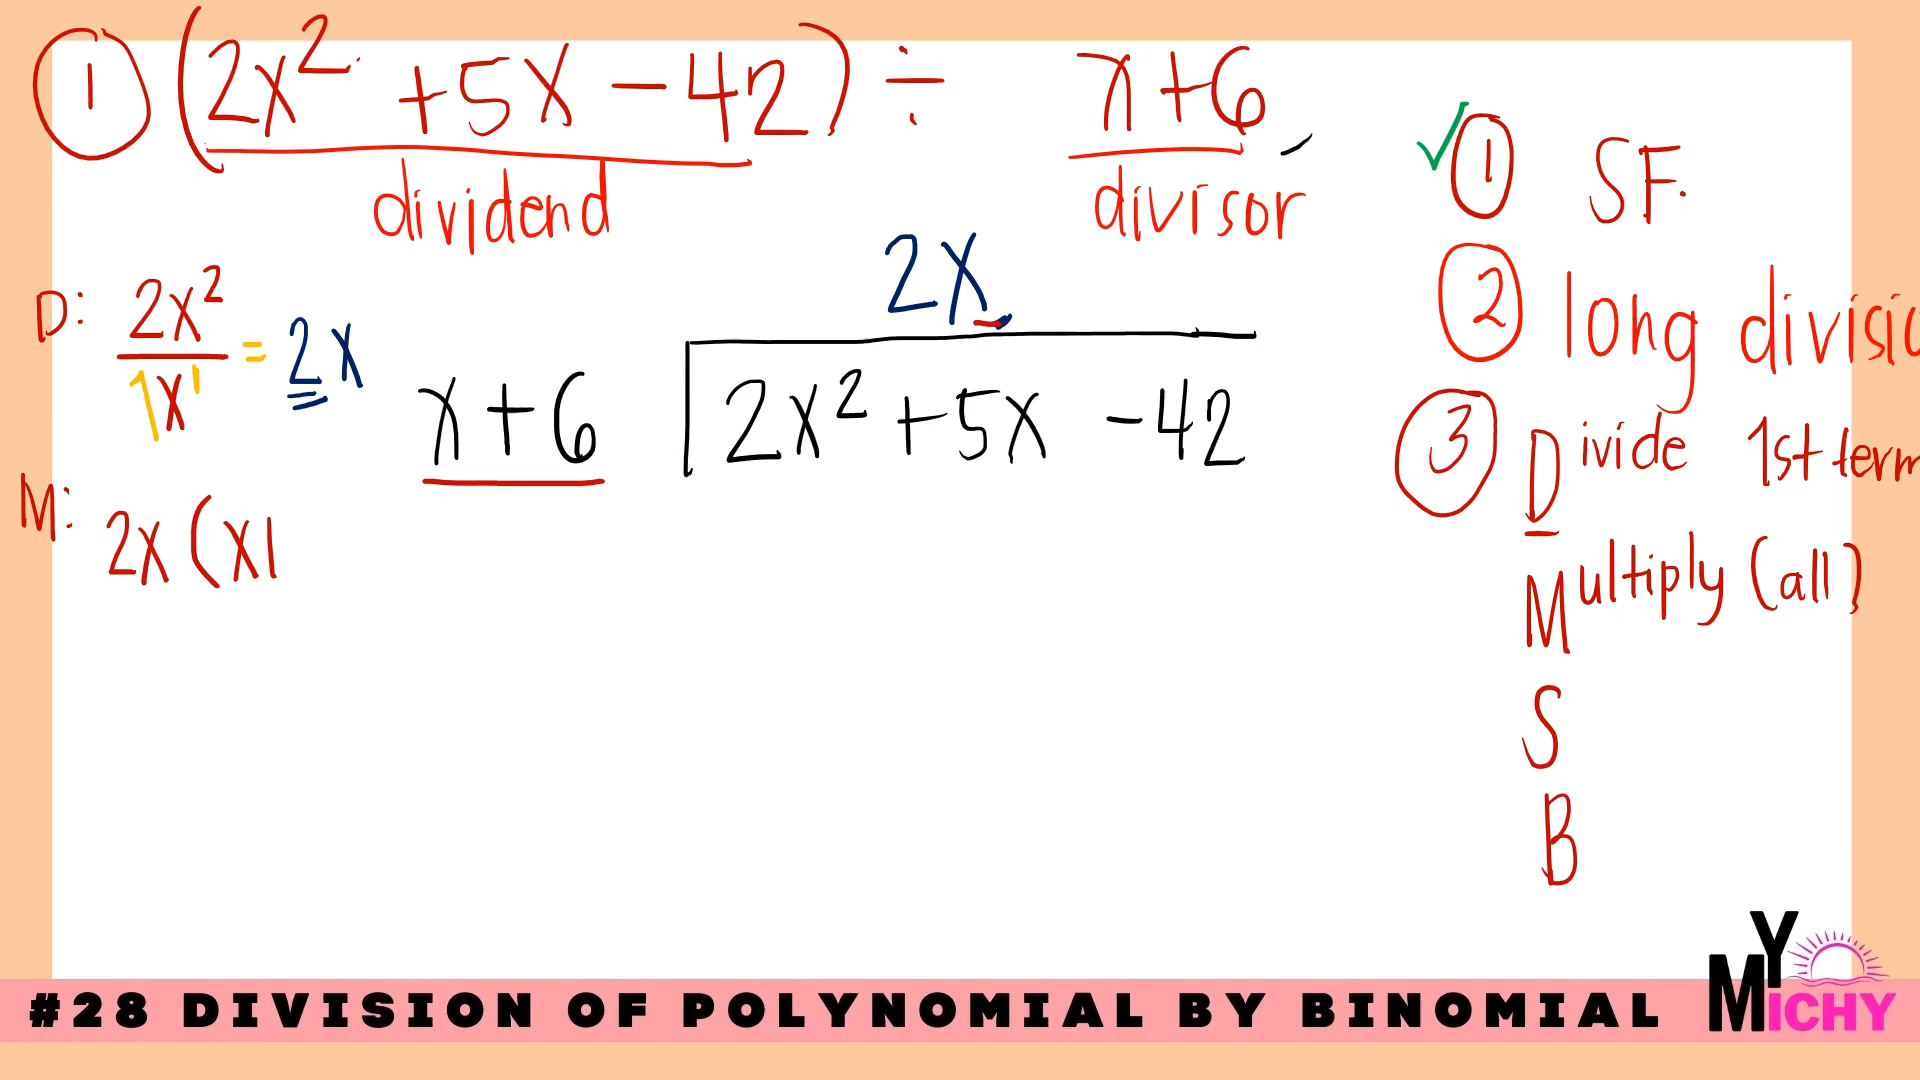 ① (2x² +5x - 42) ÷ x+6
dividend divisor
D: 2x² / 1x¹ = 2x
2x
x+6 2x² +5x -42
M: 2x (x
① SF.
② long divisio
③ Divide 1st term
Multiply (all)
S
B
#28 DIVISION OF POLYNOMIAL BY BINOMIAL
MY MICHY